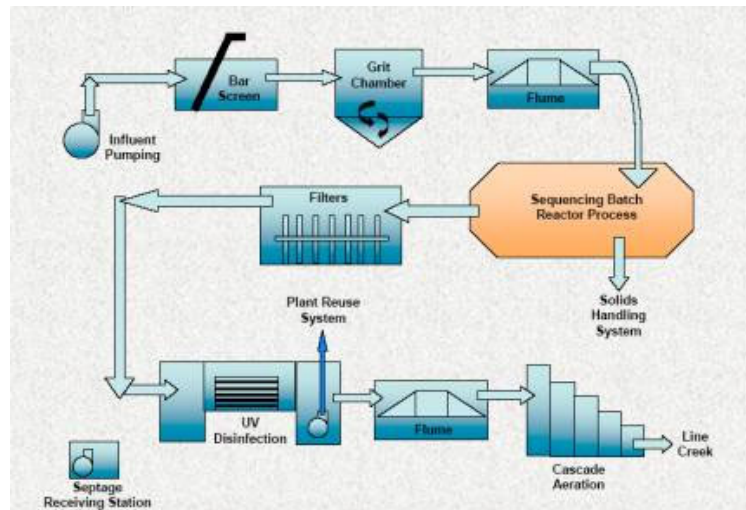 Influent
Pumping
Bar
Screen
Grit
Chamber
Flume
Sequencing Batch
Reactor Process
Solids
Handling
System
Filters
Plant Reuse
System
UV
Disinfection
Flume
Cascade
Aeration
Line
Creek
Septage
Receiving Station